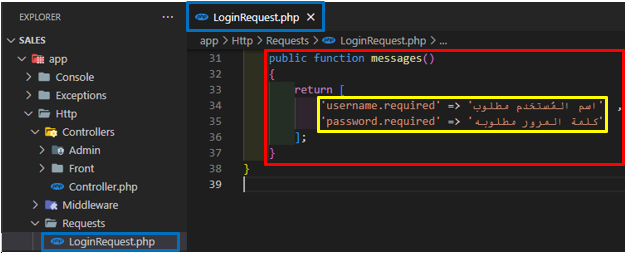 EXPLORER
SALES
app
Console
Exceptions
Http
Controllers
Admin
Front
Controller.php
Middleware
Requests
LoginRequest.php
LoginRequest.php
app > Http > Requests > LoginRequest.php > ...
31 public function messages()
32 {
33 return [
34 'username.required' => 'اسم المُستخدم مطلوب' ,
35 'password.required' => 'كلمة المرور مطلوبه'
36 ];
37 }
38 }
39